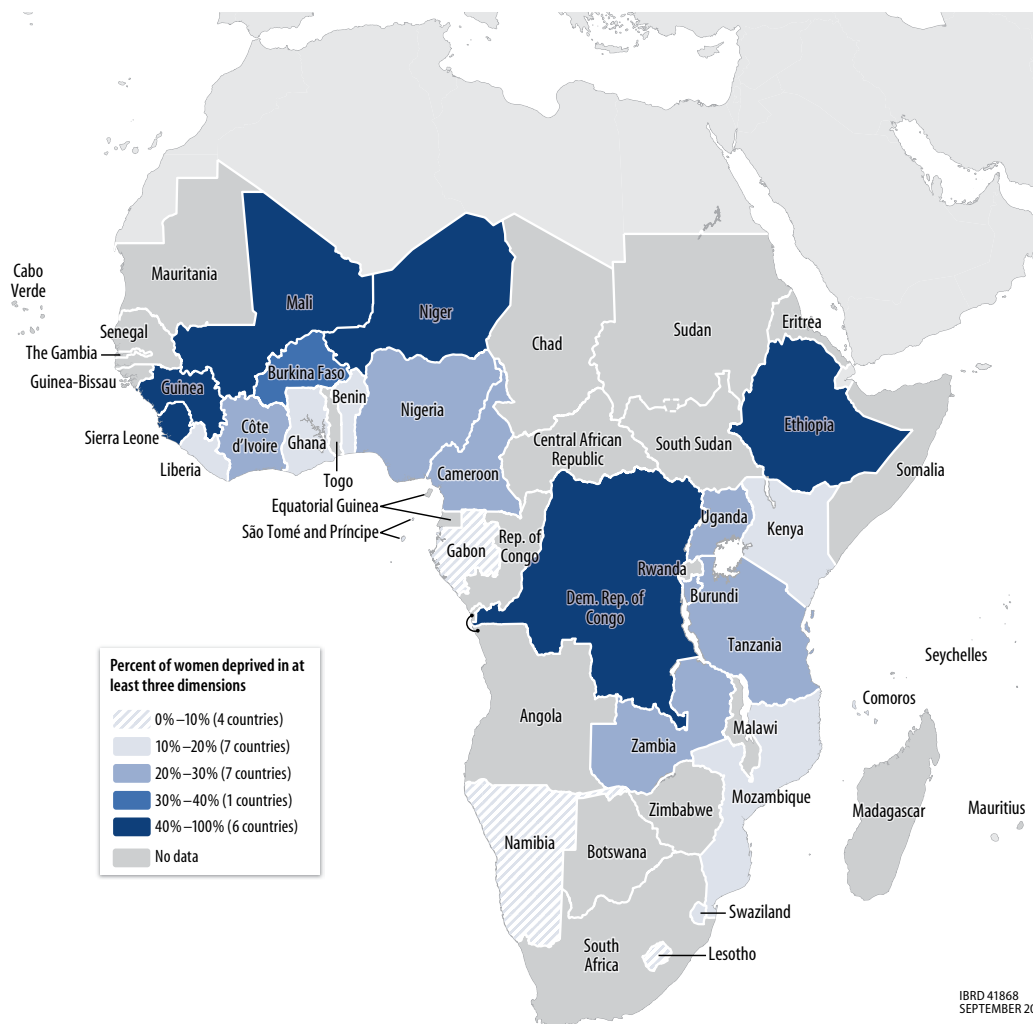 Cabo
Verde
Mauritania
Mali
Niger
Chad
Sudan
Eritrea
Senegal
The Gambia
Guinea-Bissau
Guinea
Burkina Faso
Benin
Nigeria
Ethiopia
Sierra Leone
Côte
d'Ivoire
Ghana
Liberia
Togo
Cameroon
Central African
Republic
South Sudan
Somalia
Equatorial Guinea
São Tomé and Príncipe
Gabon
Rep. of
Congo
Uganda
Kenya
Rwanda
Burundi
Dem. Rep. of
Congo
Tanzania
Seychelles
Comoros
Angola
Zambia
Malawi
Mozambique
Zimbabwe
Madagascar
Mauritius
Namibia
Botswana
Swaziland
South
Africa
Lesotho
Percent of women deprived in at
least three dimensions
0%–10% (4 countries)
10%–20% (7 countries)
20%–30% (7 countries)
30%–40% (1 countries)
40%–100% (6 countries)
No data
IBRD 41868
SEPTEMBER 20